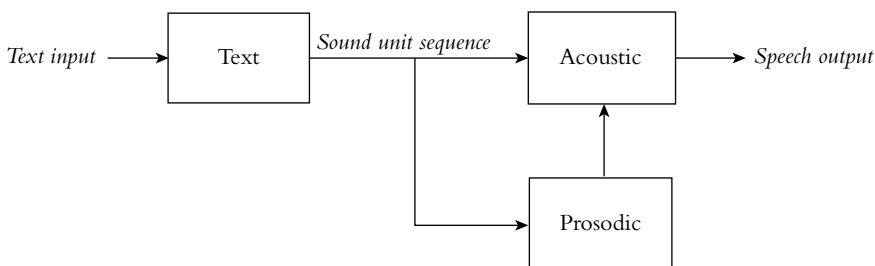 Text input
Text
Sound unit sequence
Acoustic
Speech output
Prosodic